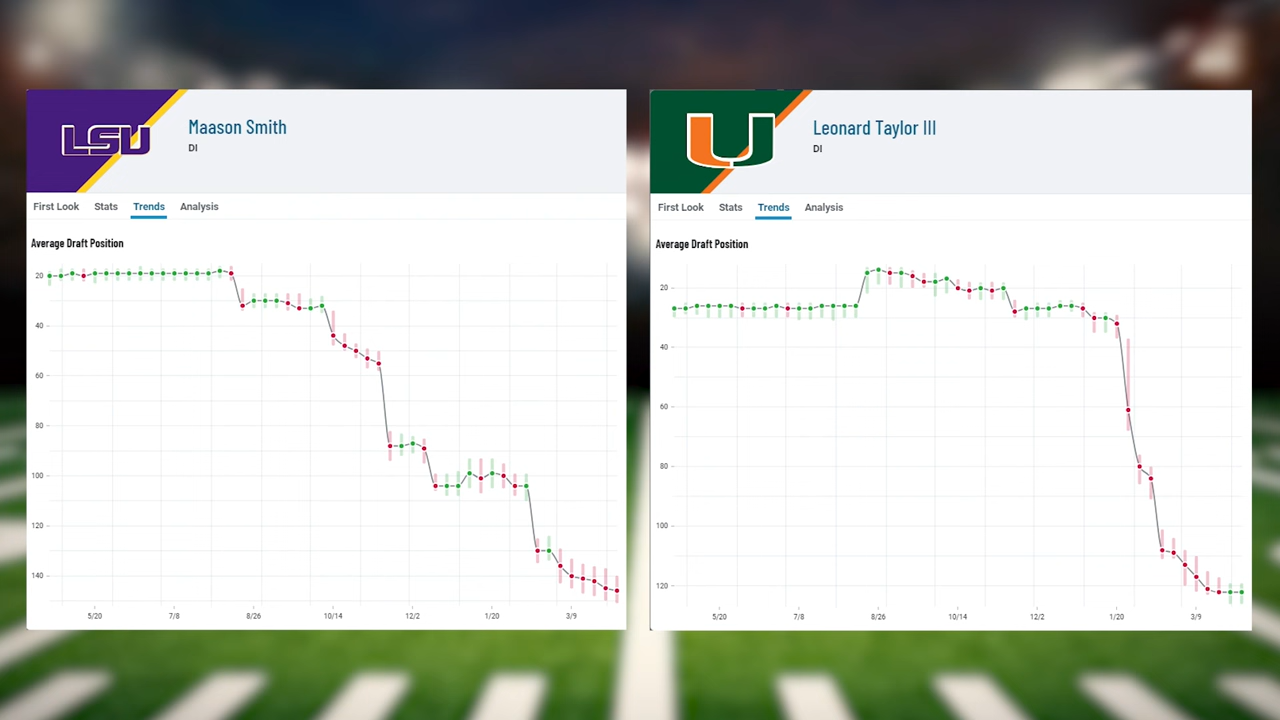 LSU
Maason Smith
DI
First Look Stats Trends Analysis
Average Draft Position
20
40
60
80
100
120
140
5/20 7/8 8/26 10/14 12/2 1/20 3/9
U
Leonard Taylor III
DI
First Look Stats Trends Analysis
Average Draft Position
20
40
60
80
100
120
5/20 7/8 8/26 10/14 12/2 1/20 3/9